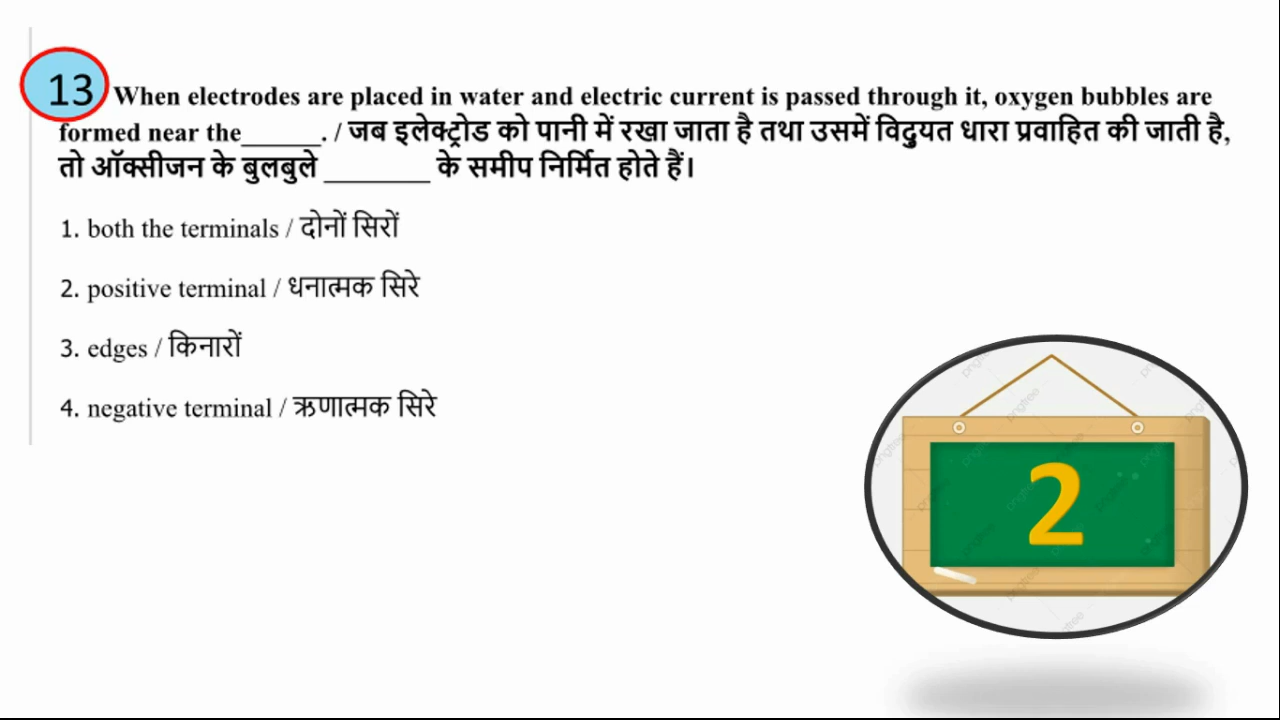 13 When electrodes are placed in water and electric current is passed through it, oxygen bubbles are
formed near the______. / जब इलेक्ट्रोड को पानी में रखा जाता है तथा उसमें विद्युयत धारा प्रवाहित की जाती है,
तो ऑक्सीजन के बुलबुले ________ के समीप निर्मित होते हैं।
1. both the terminals / दोनों सिरों
2. positive terminal / धनात्मक सिरे
3. edges / किनारों
4. negative terminal / ऋणात्मक सिरे
2